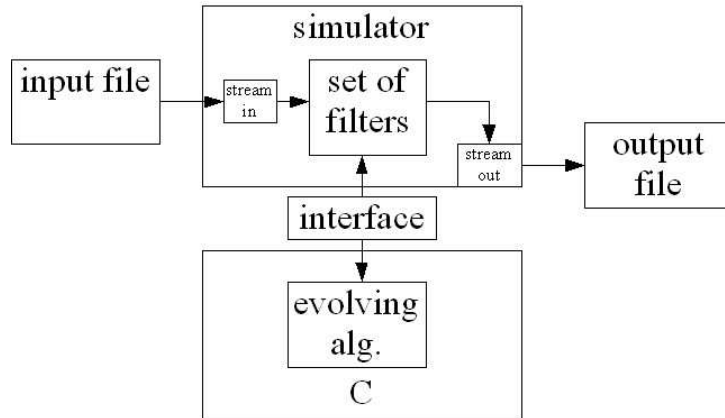 simulator
input file
stream
in
set of
filters
stream
out
output
file
interface
evolving
alg.
C